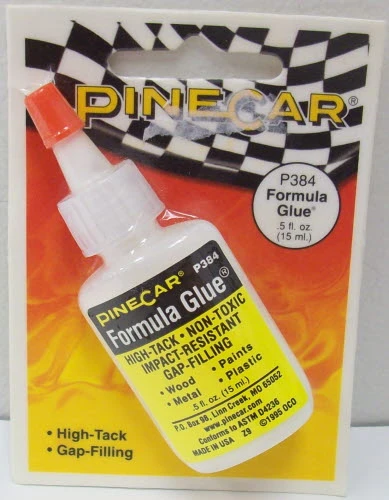 PINECAR®
P384
Formula
Glue®
.5 fl. oz.
(15 ml.)
PINECAR® P384
Formula Glue®
HIGH-TACK • NON-TOXIC
IMPACT-RESISTANT
GAP-FILLING
• Wood • Paints
• Metal • Plastic
.5 fl. oz. (15 ml.)
P.O. Box 98, Linn Creek, MO 65052
www.pinecar.com
Conforms to ASTM D4236
MADE IN USA Z9 ©1995 OCO
• High-Tack
• Gap-Filling